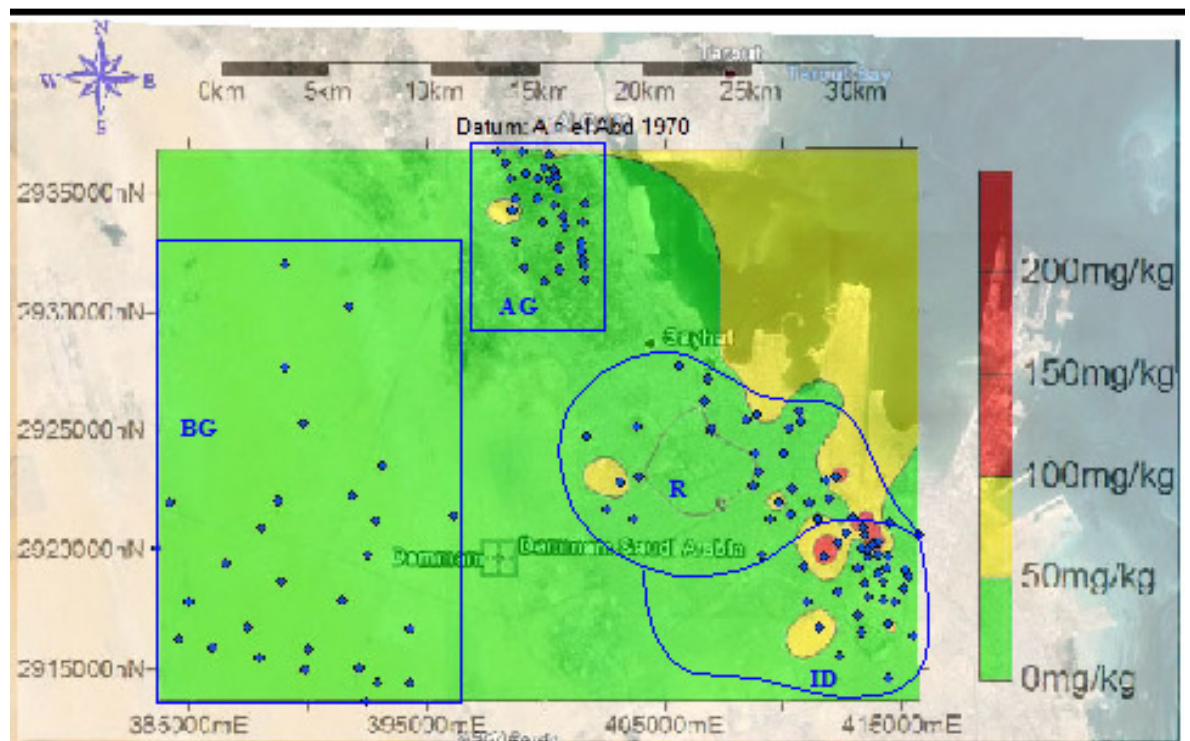 N
W E
S
Tarout
Tarout Bay
0km 5km 10km 15km 20km 25km 30km
Datum: A el Abd 1970
2935000mN
2930000mN
2925000mN
2920000mN
2915000mN
AG
BG
Sayhat
R
Dammam
Dammam Saudi Arabia
ID
385000mE 395000mE 405000mE 415000mE
200mg/kg
150mg/kg
100mg/kg
50mg/kg
0mg/kg